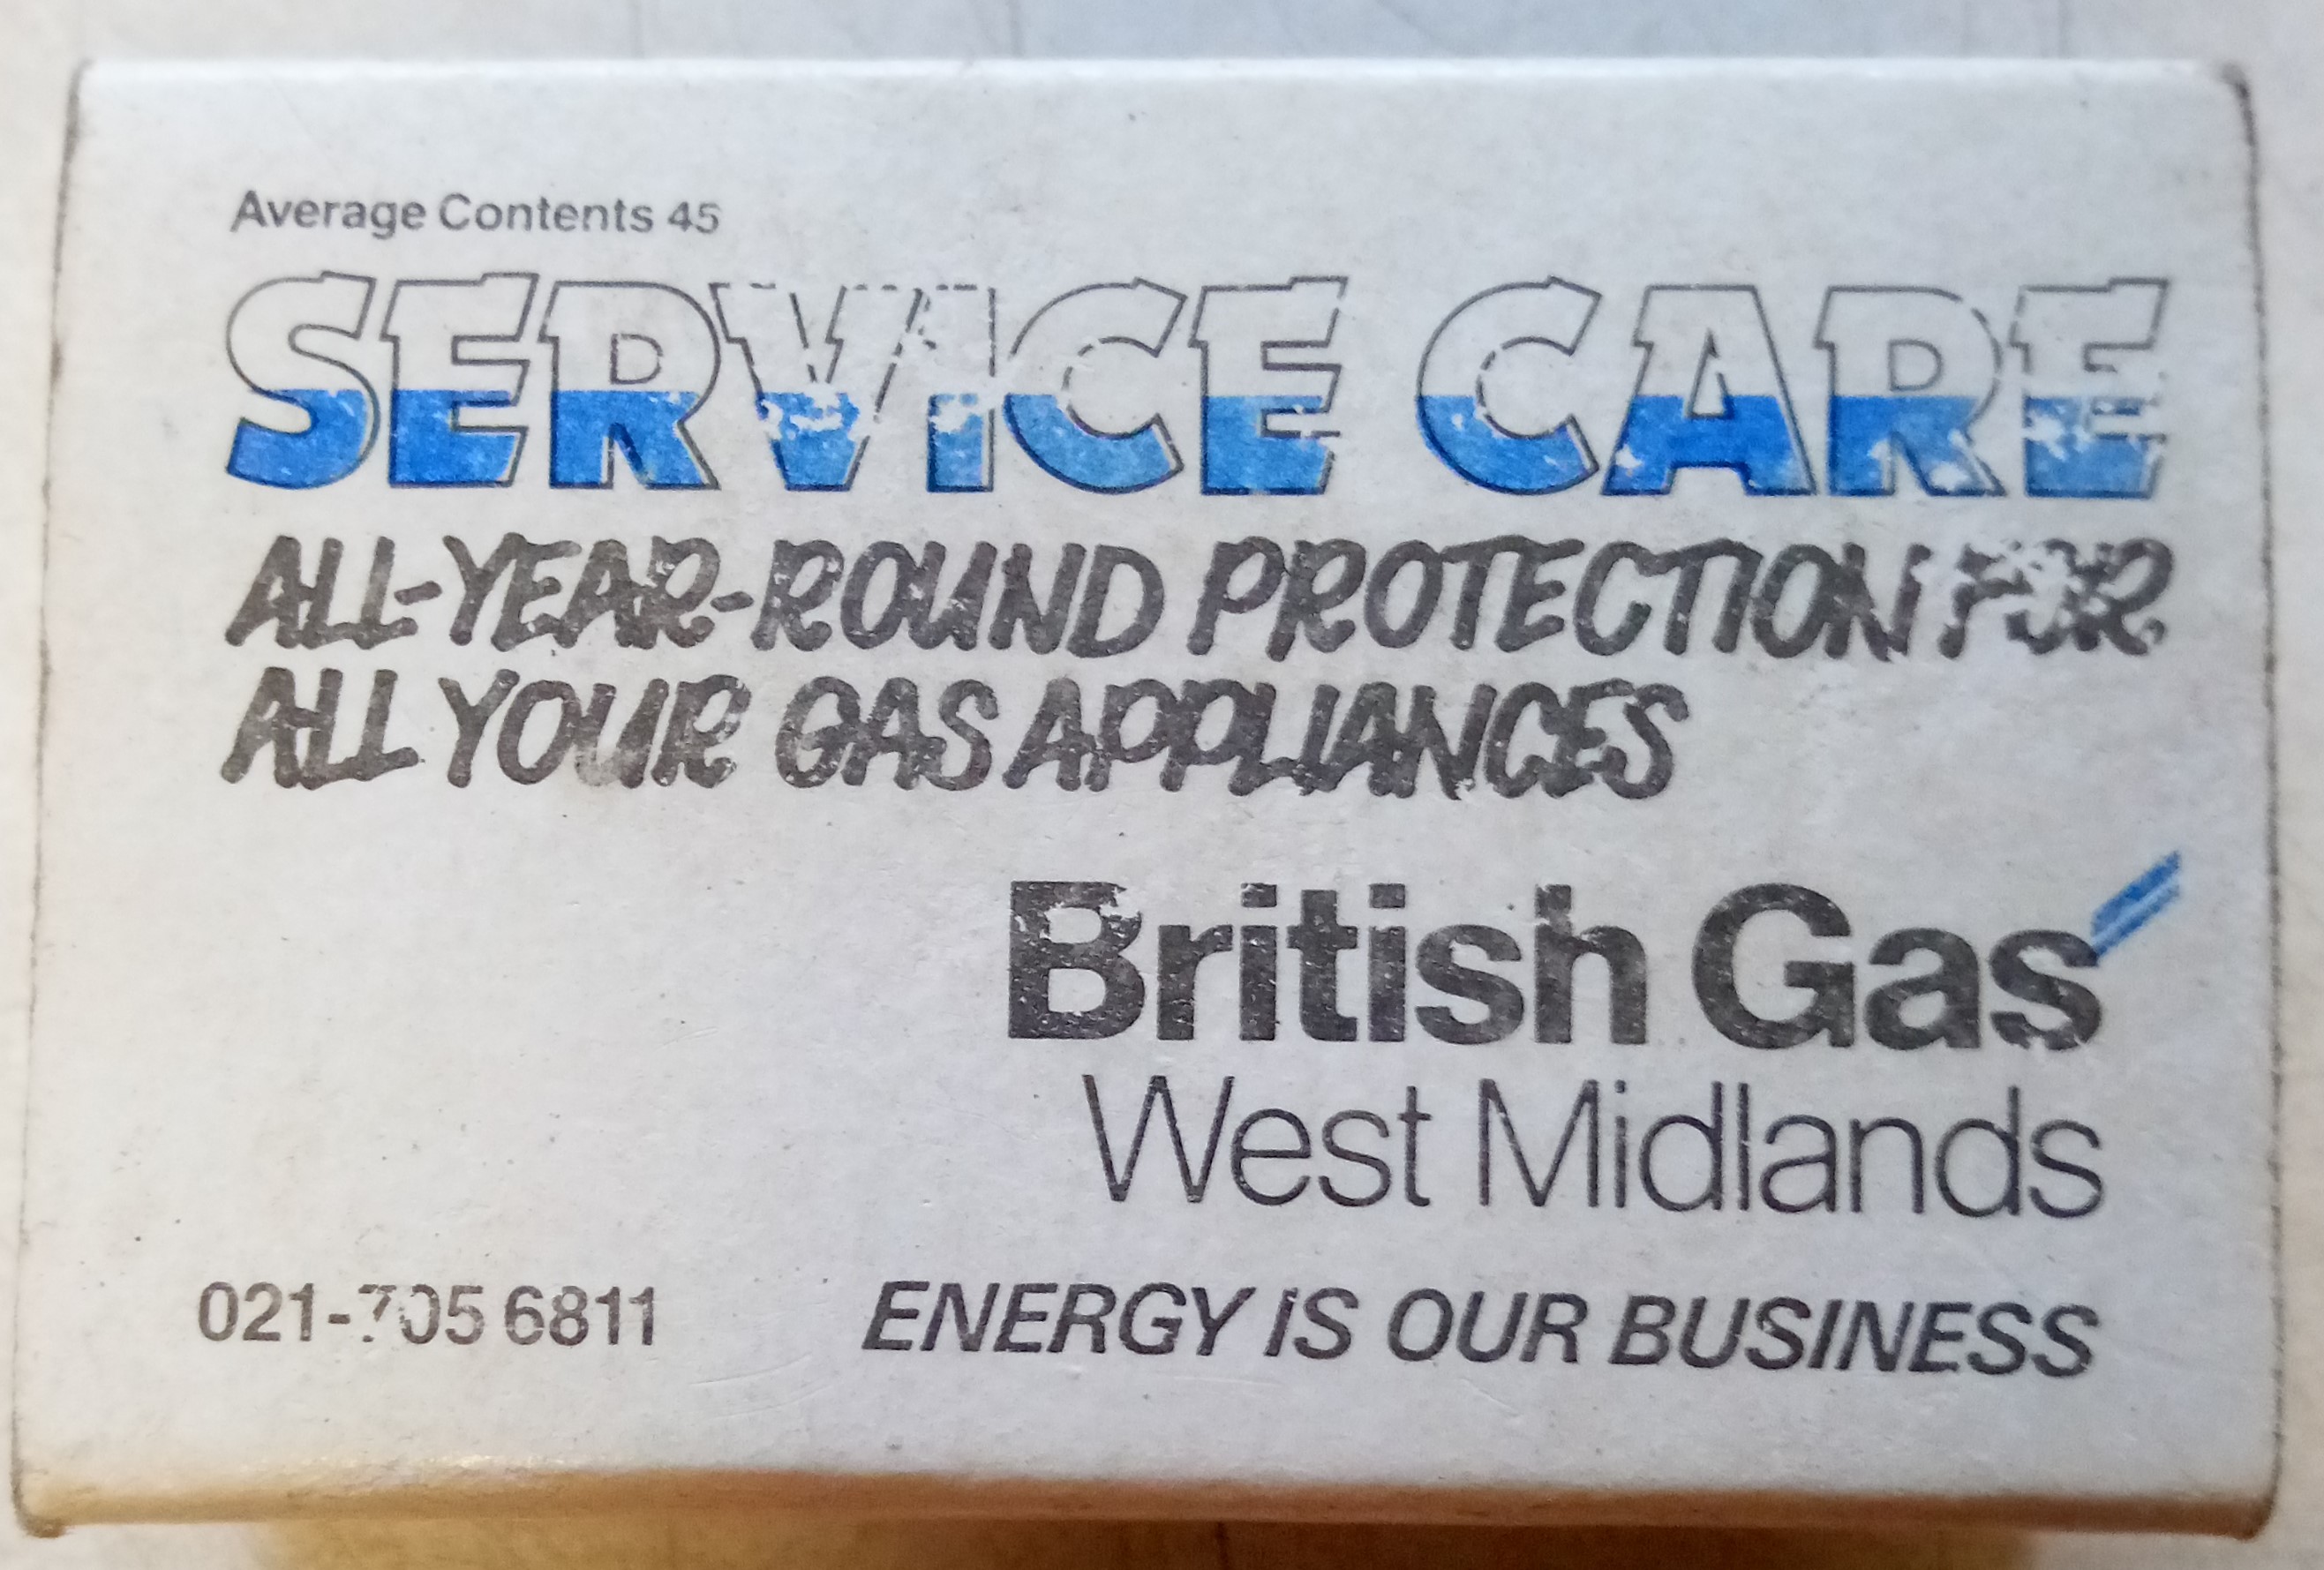 Average Contents 45
SERVICE CARE
ALL-YEAR-ROUND PROTECTION FOR
ALL YOUR GAS APPLIANCES
British Gas
West Midlands
021-705 6811 ENERGY IS OUR BUSINESS